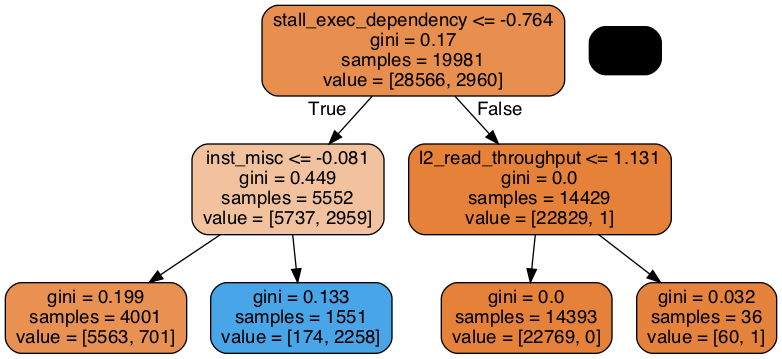 stall_exec_dependency <= -0.764
gini = 0.17
samples = 19981
value = [28566, 2960]
True
False
inst_misc <= -0.081
gini = 0.449
samples = 5552
value = [5737, 2959]
l2_read_throughput <= 1.131
gini = 0.0
samples = 14429
value = [22829, 1]
gini = 0.199
samples = 4001
value = [5563, 701]
gini = 0.133
samples = 1551
value = [174, 2258]
gini = 0.0
samples = 14393
value = [22769, 0]
gini = 0.032
samples = 36
value = [60, 1]